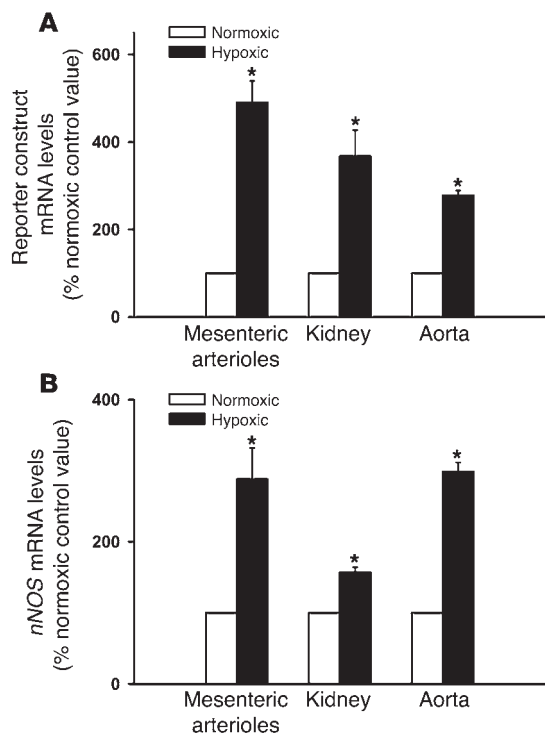 A
Normoxic
Hypoxic
Reporter construct
mRNA levels
(% normoxic control value)
600
400
200
0
*
*
*
Mesenteric
arterioles
Kidney
Aorta
B
Normoxic
Hypoxic
nNOS mRNA levels
(% normoxic control value)
400
200
0
*
*
*
Mesenteric
arterioles
Kidney
Aorta